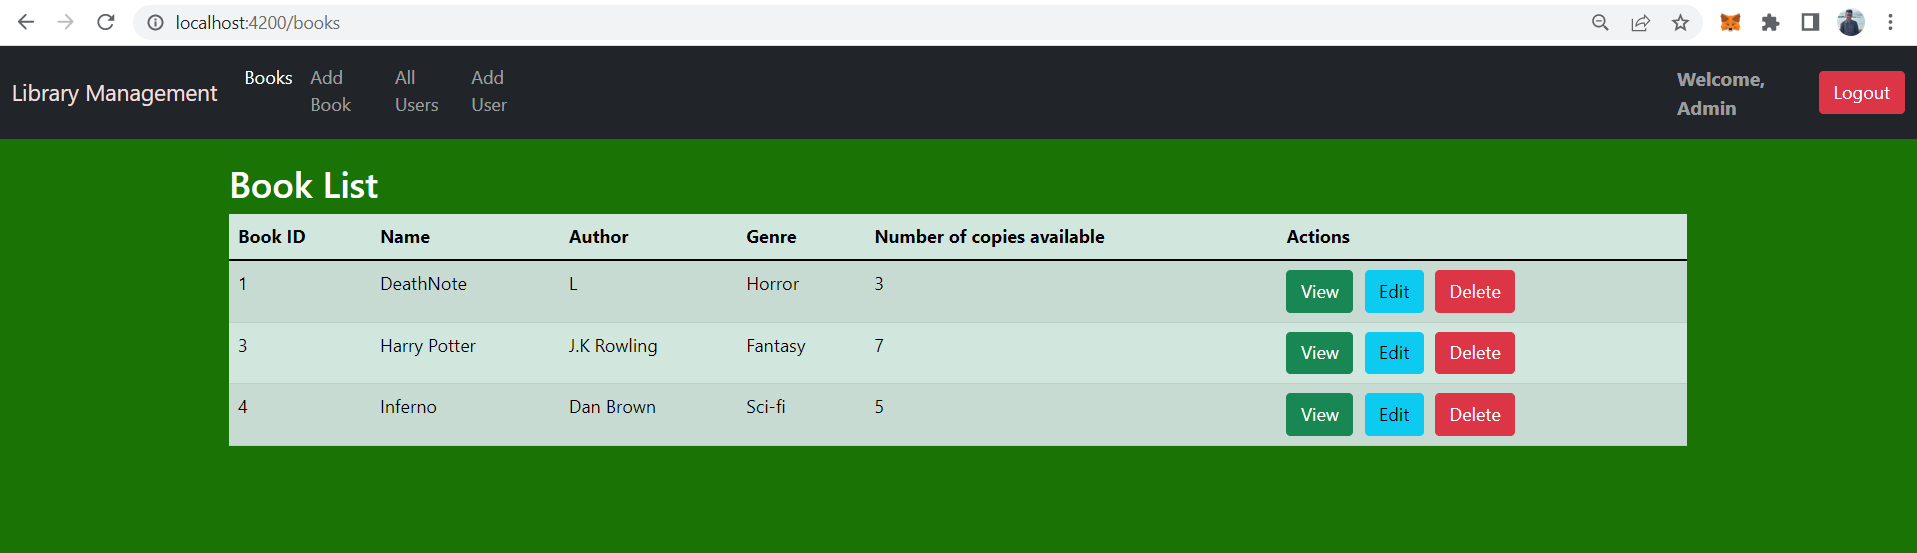 localhost:4200/books
Library Management
Books
Add
Book
All
Users
Add
User
Welcome,
Admin
Logout
Book List
Book ID Name Author Genre Number of copies available Actions
1 DeathNote L Horror 3 View Edit Delete
3 Harry Potter J.K Rowling Fantasy 7 View Edit Delete
4 Inferno Dan Brown Sci-fi 5 View Edit Delete